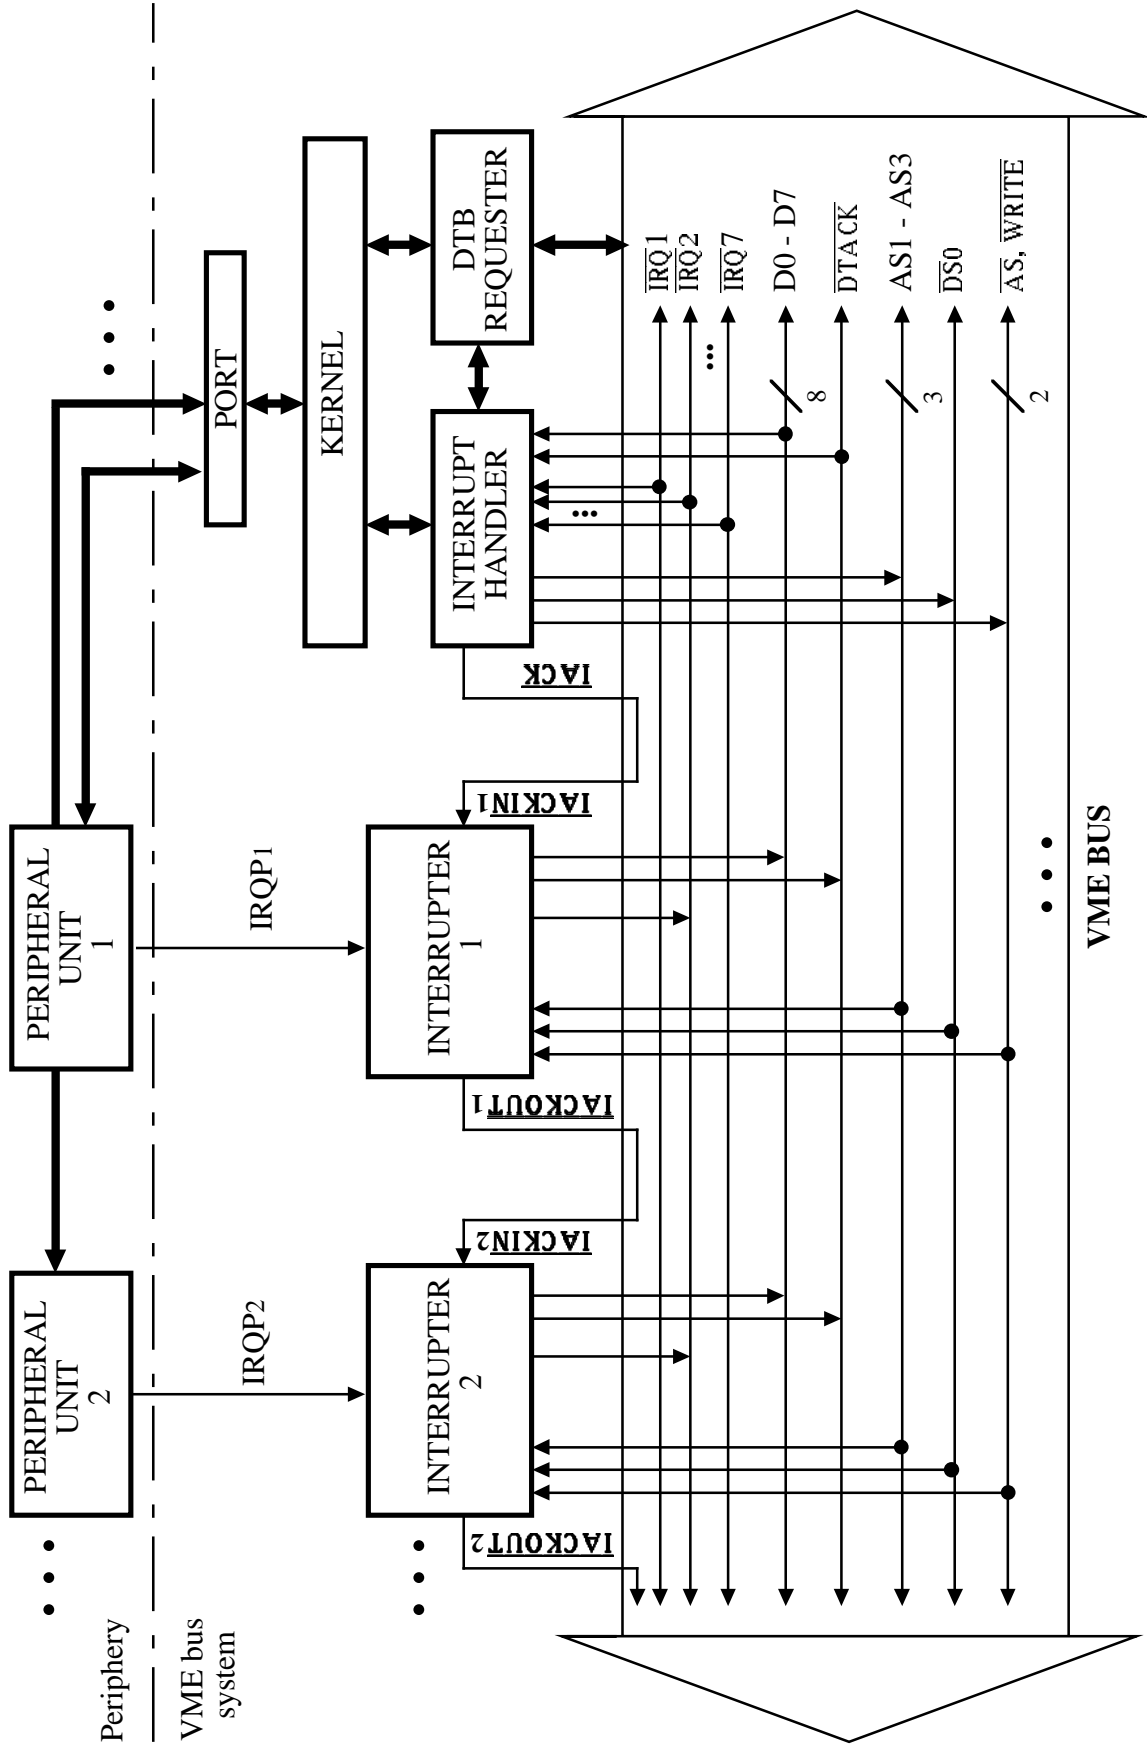 Periphery
VME bus
system
PERIPHERAL
UNIT
2
PERIPHERAL
UNIT
1
IRQP2
IRQP1
PORT
KERNEL
INTERRUPTER
2
INTERRUPTER
1
INTERRUPT
HANDLER
DTB
REQUESTER
IACKOUT2
IACKIN2
IACKOUT1
IACKIN1
IACK
IRQ1
IRQ2
IRQ7
D0 - D7
8
DTACK
AS1 - AS3
3
DS0
AS, WRITE
2
VME BUS